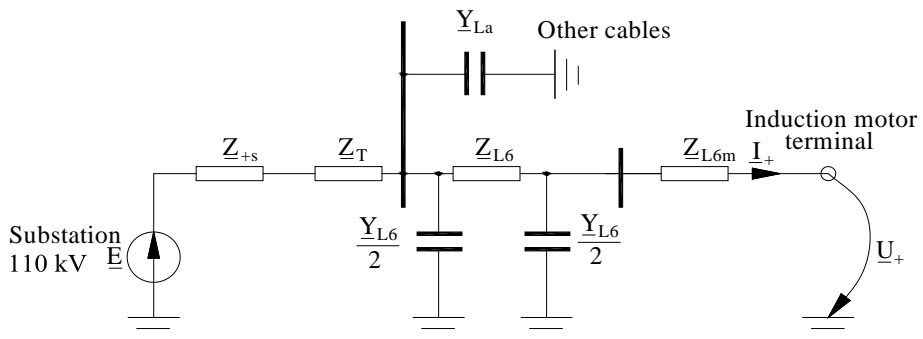 Y_La
Other cables
Induction motor
terminal
Z_+s
Z_T
Z_L6
Z_L6m
I_+
Substation
110 kV
E
Y_L6
2
Y_L6
2
U_+